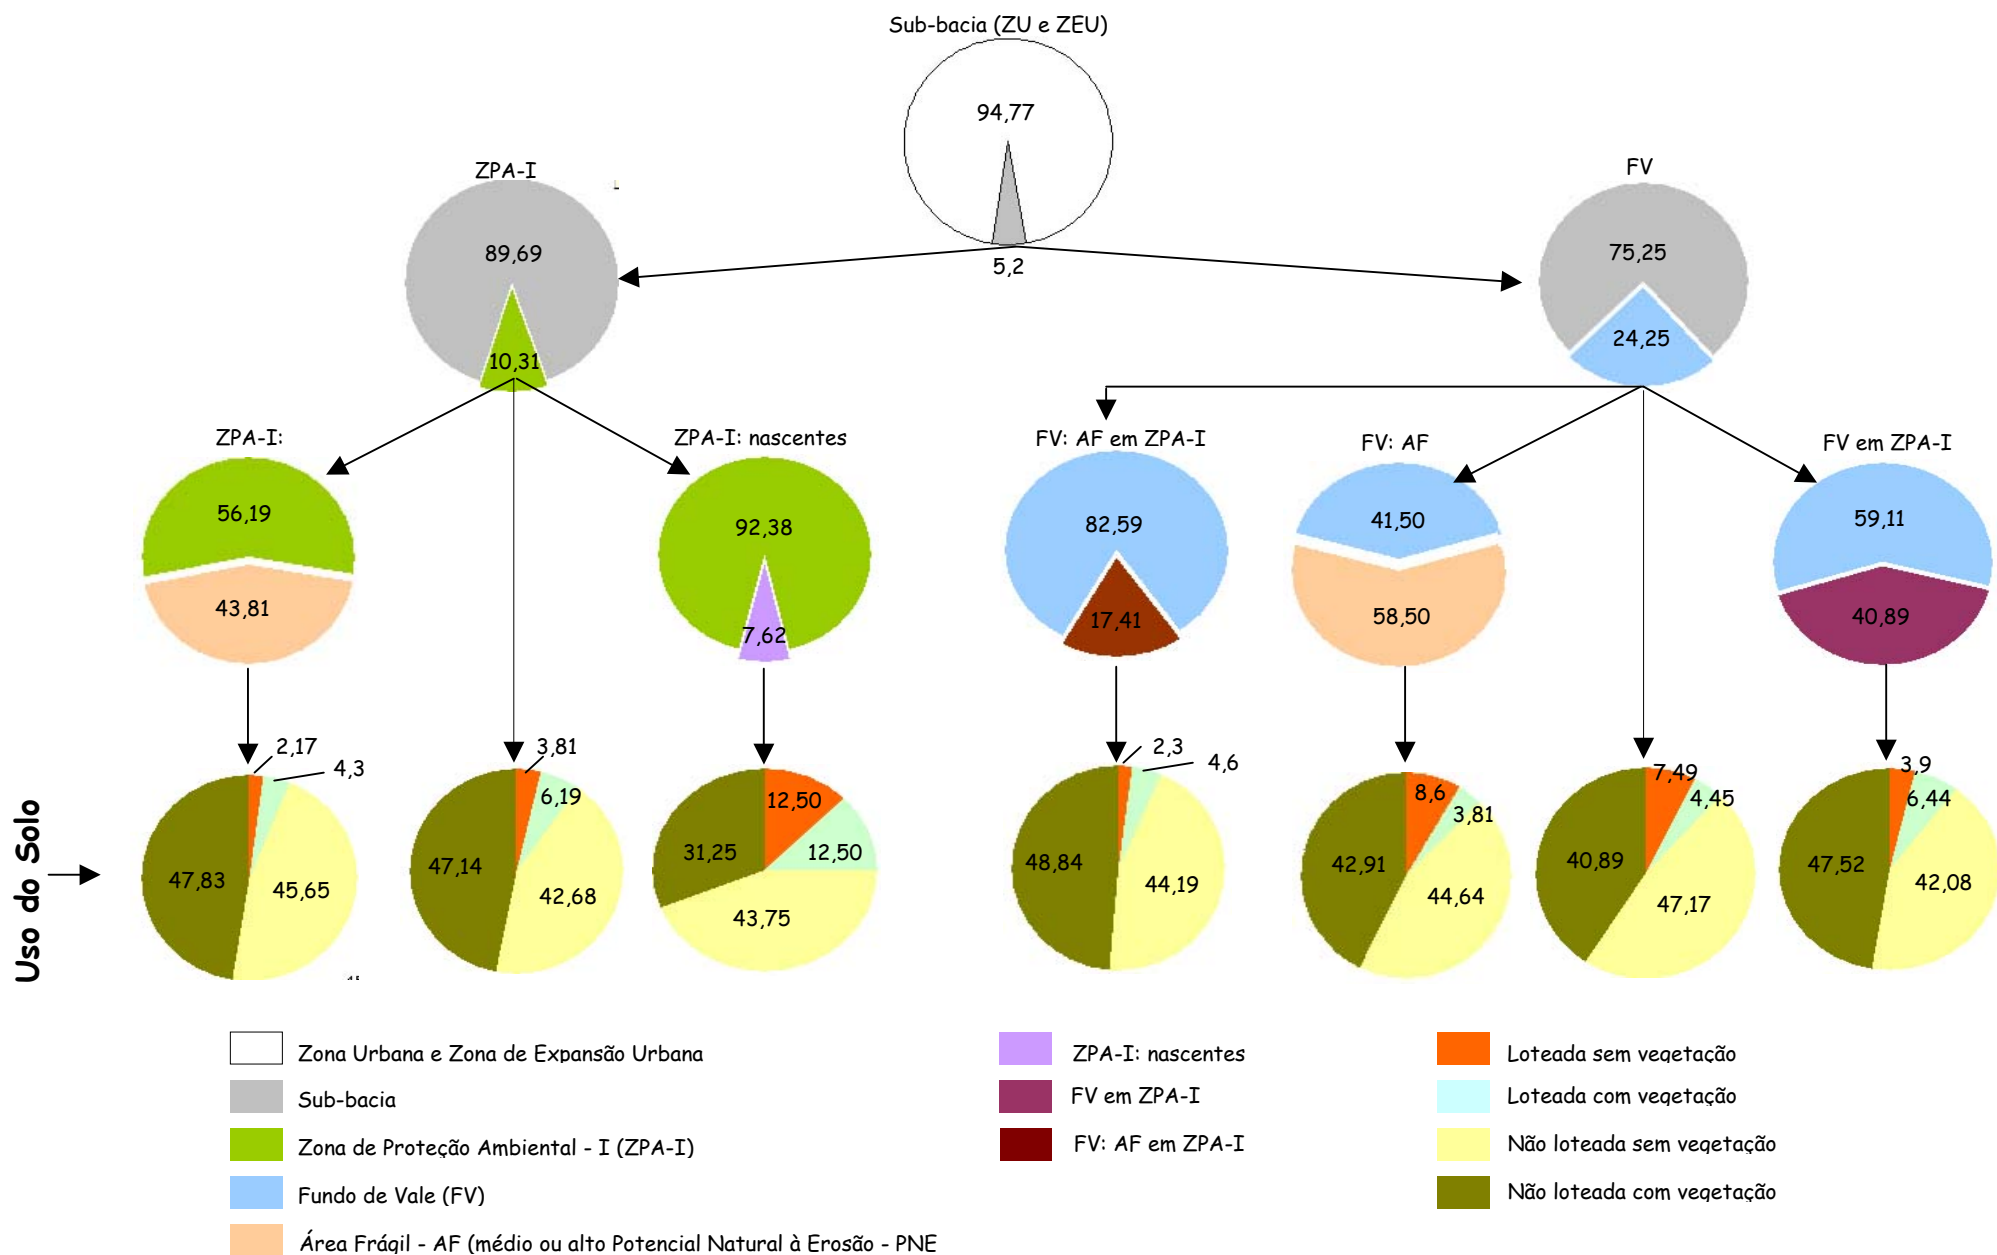 Sub-bacia (ZU e ZEU)
94,77
5,2
ZPA-I
89,69
10,31
FV
75,25
24,25
ZPA-I:
56,19
43,81
ZPA-I: nascentes
92,38
7,62
FV: AF em ZPA-I
82,59
17,41
FV: AF
41,50
58,50
FV em ZPA-I
59,11
40,89
Uso do Solo
2,17
4,3
47,83
45,65
3,81
6,19
47,14
42,68
12,50
12,50
31,25
43,75
2,3
4,6
48,84
44,19
8,6
3,81
42,91
44,64
7,49
4,45
40,89
47,17
3,9
6,44
47,52
42,08
Zona Urbana e Zona de Expansão Urbana
Sub-bacia
Zona de Proteção Ambiental - I (ZPA-I)
Fundo de Vale (FV)
Área Frágil - AF (médio ou alto Potencial Natural à Erosão - PNE
ZPA-I: nascentes
FV em ZPA-I
FV: AF em ZPA-I
Loteada sem vegetação
Loteada com vegetação
Não loteada sem vegetação
Não loteada com vegetação